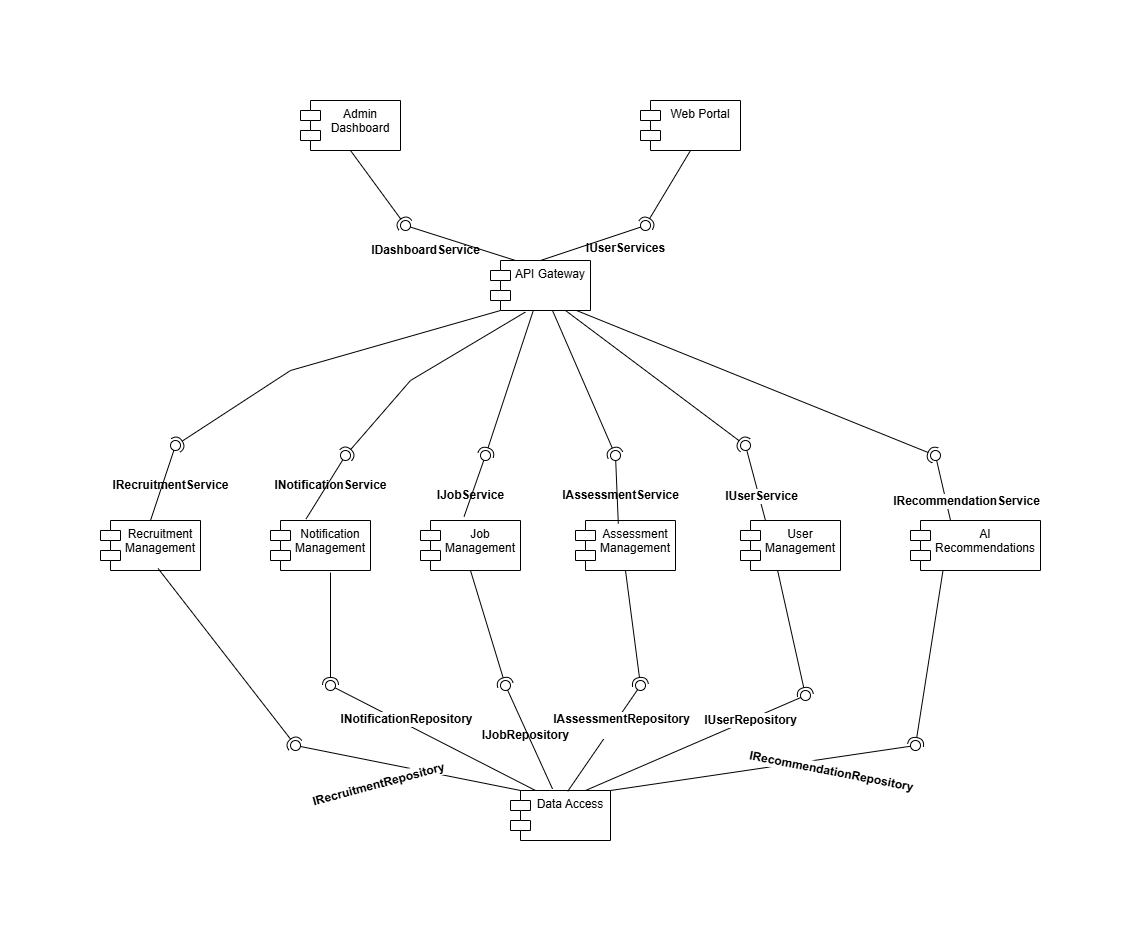 Admin
Dashboard
Web Portal
IDashboardService
IUserServices
API Gateway
IRecruitmentService
INotificationService
IJobService
IAssessmentService
IUserService
IRecommendationService
Recruitment
Management
Notification
Management
Job
Management
Assessment
Management
User
Management
AI
Recommendations
INotificationRepository
IJobRepository
IAssessmentRepository
IUserRepository
IRecruitmentRepository
IRecommendationRepository
Data Access